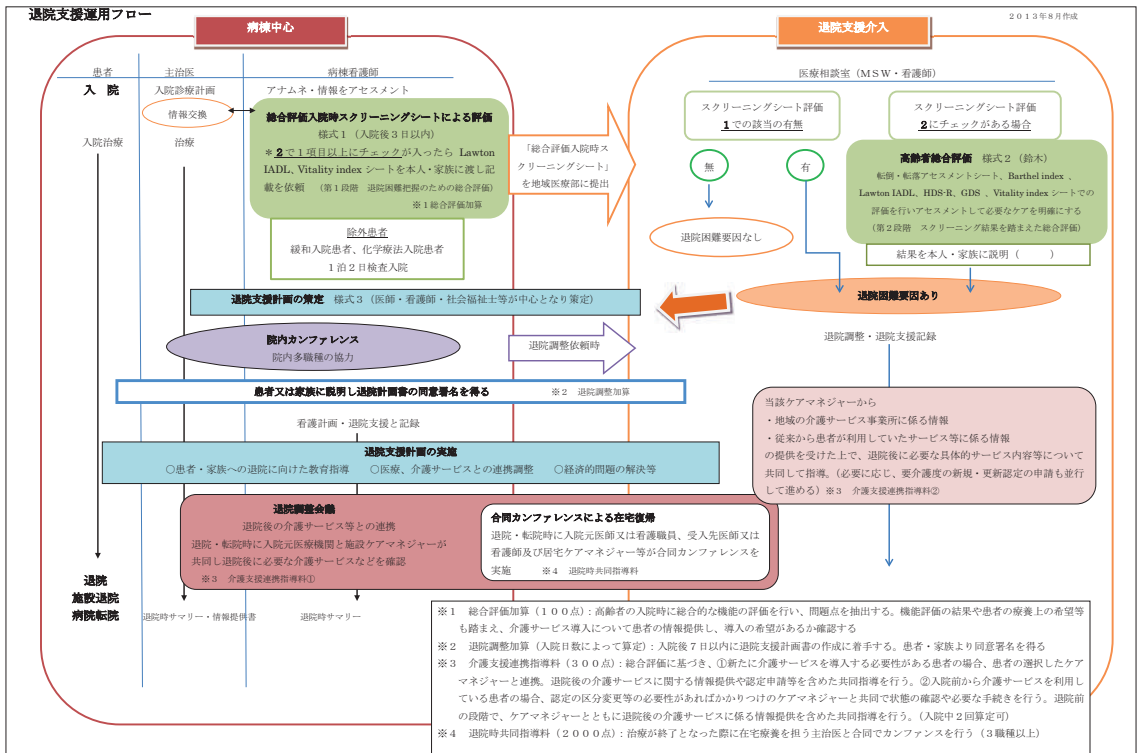 退院支援運用フロー
2013年8月作成
病棟中心
退院支援介入
患者
主治医
病棟看護師
医療相談室(MSW・看護師)
入 院
入院診療計画
アナムネ・情報をアセスメント
情報交換
総合評価入院時スクリーニングシートによる評価
様式1(入院後3日以内)
*2で1項目以上にチェックが入ったら Lawton
IADL、Vitality index シートを本人・家族に渡し記
載を依頼 (第1段階 退院困難把握のための総合評価)
※1総合評価加算
入院治療
治療
除外患者
緩和入院患者、化学療法入院患者
1泊2日検査入院
「総合評価入院時ス
クリーニングシート」
を地域医療部に提出
スクリーニングシート評価
1での該当の有無
スクリーニングシート評価
2にチェックがある場合
無
有
高齢者総合評価 様式2(鈴木)
転倒・転落アセスメントシート、Barthel index 、
Lawton IADL、HDS-R、GDS 、Vitality index シートでの
評価を行いアセスメントして必要なケアを明確にする
(第2段階 スクリーニング結果を踏まえた総合評価)
退院困難要因なし
結果を本人・家族に説明( )
退院支援計画の策定 様式3(医師・看護師・社会福祉士等が中心となり策定)
退院困難要因あり
院内カンファレンス
院内多職種の協力
退院調整依頼時
退院調整・退院支援記録
患者又は家族に説明し退院計画書の同意署名を得る ※2 退院調整加算
看護計画・退院支援と記録
当該ケアマネジャーから
・地域の介護サービス事業所に係る情報
・従来から患者が利用していたサービス等に係る情報
の提供を受けた上で、退院後に必要な具体的サービス内容等について
共同して指導。(必要に応じ、要介護度の新規・更新認定の申請も並行
して進める)※3 介護支援連携指導料②
退院支援計画の実施
○患者・家族への退院に向けた教育指導 ○医療、介護サービスとの連携調整 ○経済的問題の解決等
退院調整会議
退院後の介護サービス等との連携
退院・転院時に入院元医療機関と施設ケアマネジャーが
共同し退院後に必要な介護サービスなどを確認
※3 介護支援連携指導料①
合同カンファレンスによる在宅復帰
退院・転院時に入院元医師又は看護職員、受入先医師又は
看護師及び居宅ケアマネジャー等が合同カンファレンスを
実施 ※4 退院時共同指導料
退院
施設退院
病院転院
退院時サマリー・情報提供書
退院時サマリー
※1 総合評価加算(100点):高齢者の入院時に総合的な機能の評価を行い、問題点を抽出する。機能評価の結果や患者の療養上の希望等
も踏まえ、介護サービス導入について患者の情報提供し、導入の希望があるか確認する
※2 退院調整加算(入院日数によって算定):入院後7日以内に退院支援計画書の作成に着手する。患者・家族より同意署名を得る
※3 介護支援連携指導料(300点):総合評価に基づき、①新たに介護サービスを導入する必要性がある患者の場合、患者の選択したケア
マネジャーと連携。退院後の介護サービスに関する情報提供や認定申請等を含めた共同指導を行う。②入院前から介護サービスを利用し
ている患者の場合、認定の区分変更等の必要性があればかかりつけのケアマネジャーと共同で状態の確認や必要な手続きを行う。退院前
の段階で、ケアマネジャーとともに退院後の介護サービスに係る情報提供を含めた共同指導を行う。(入院中2回算定可)
※4 退院時共同指導料(2000点):治療が終了となった際に在宅療養を担う主治医と合同でカンファンスを行う(3職種以上)